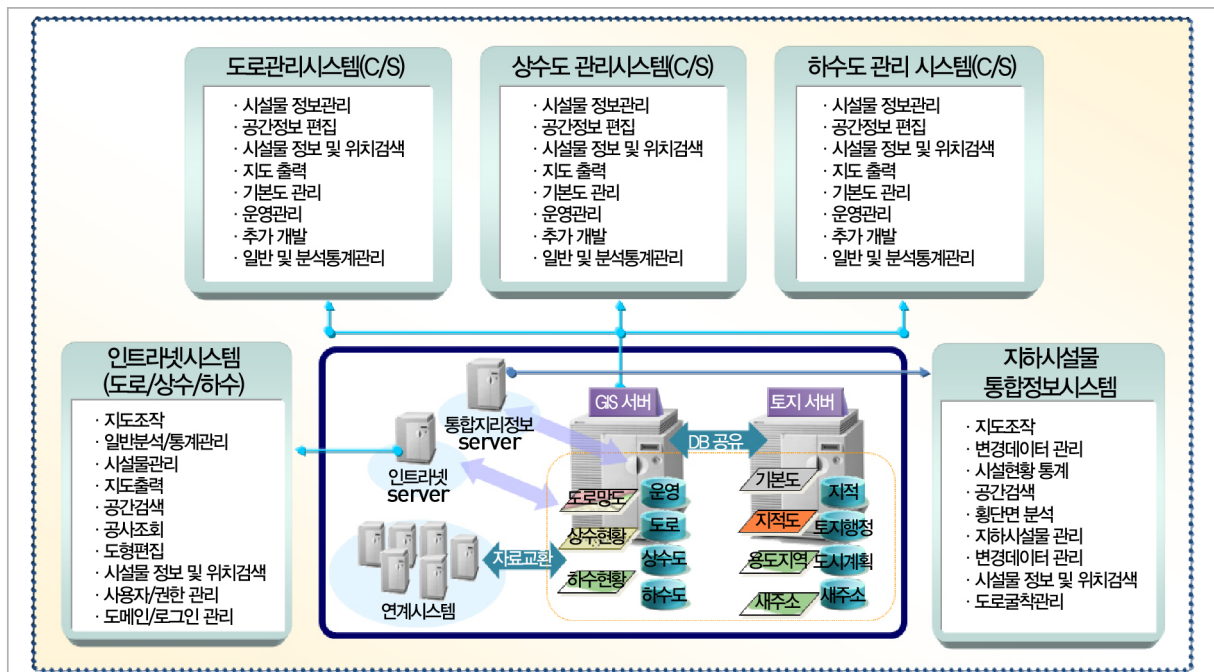 도로관리시스템(C/S)
· 시설물 정보관리
· 공간정보 편집
· 시설물 정보 및 위치검색
· 지도 출력
· 기본도 관리
· 운영관리
· 추가 개발
· 일반 및 분석통계관리
상수도 관리시스템(C/S)
· 시설물 정보관리
· 공간정보 편집
· 시설물 정보 및 위치검색
· 지도 출력
· 기본도 관리
· 운영관리
· 추가 개발
· 일반 및 분석통계관리
하수도 관리 시스템(C/S)
· 시설물 정보관리
· 공간정보 편집
· 시설물 정보 및 위치검색
· 지도 출력
· 기본도 관리
· 운영관리
· 추가 개발
· 일반 및 분석통계관리
인트라넷시스템
(도로/상수/하수)
· 지도조작
· 일반분석/통계관리
· 시설물관리
· 지도출력
· 공간검색
· 공사조회
· 도형편집
· 시설물 정보 및 위치검색
· 사용자/권한 관리
· 도메인/로그인 관리
통합지리정보
server
인트라넷
server
연계시스템
자료교환
GIS 서버
DB 공유
토지 서버
도로망도
상수현황
하수현황
운영
도로
상수도
하수도
기본도
지적도
용도지역
새주소
지적
토지행정
도시계획
새주소
지하시설물
통합정보시스템
· 지도조작
· 변경데이터 관리
· 시설현황 통계
· 공간검색
· 횡단면 분석
· 지하시설물 관리
· 변경데이터 관리
· 시설물 정보 및 위치검색
· 도로굴착관리